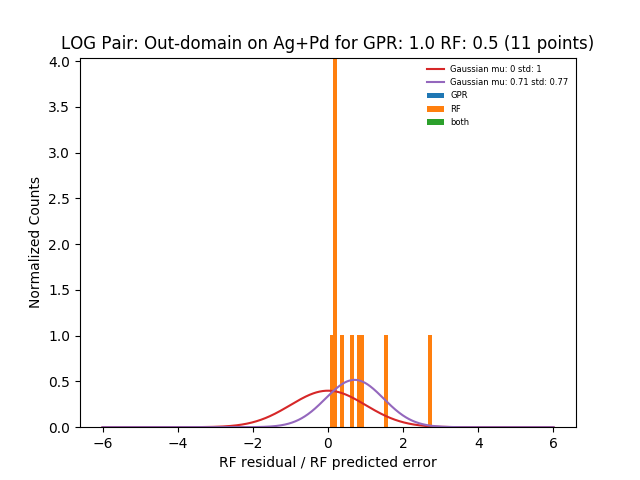 LOG Pair: Out-domain on Ag+Pd for GPR: 1.0 RF: 0.5 (11 points)
4.0
3.5
3.0
2.5
2.0
1.5
1.0
0.5
0.0
Normalized Counts
Gaussian mu: 0 std: 1
Gaussian mu: 0.71 std: 0.77
GPR
RF
both
−6
−4
−2
0
2
4
6
RF residual / RF predicted error